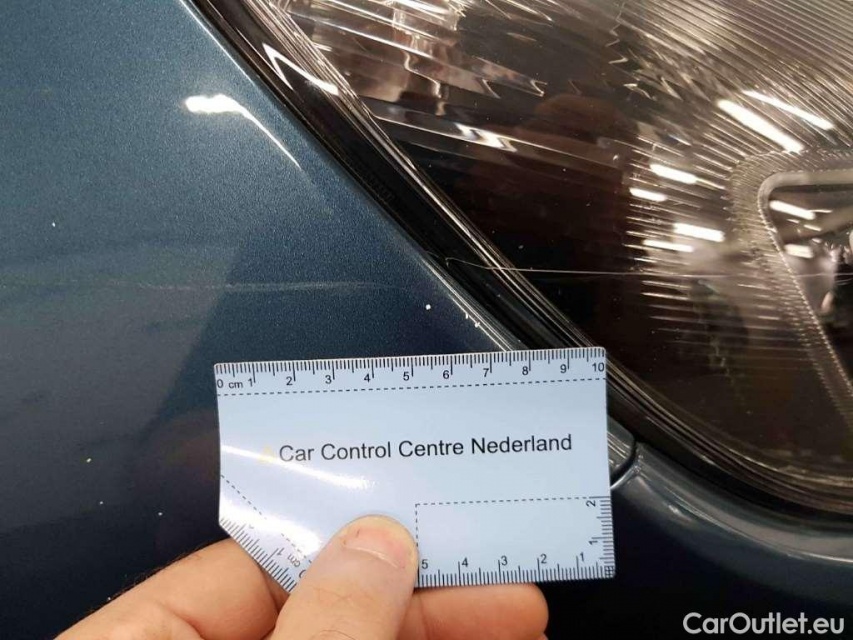 0 cm 1 2 3 4 5 6 7 8 9 10
Car Control Centre Nederland
2
1
5 4 3 2 1
CarOutlet.eu